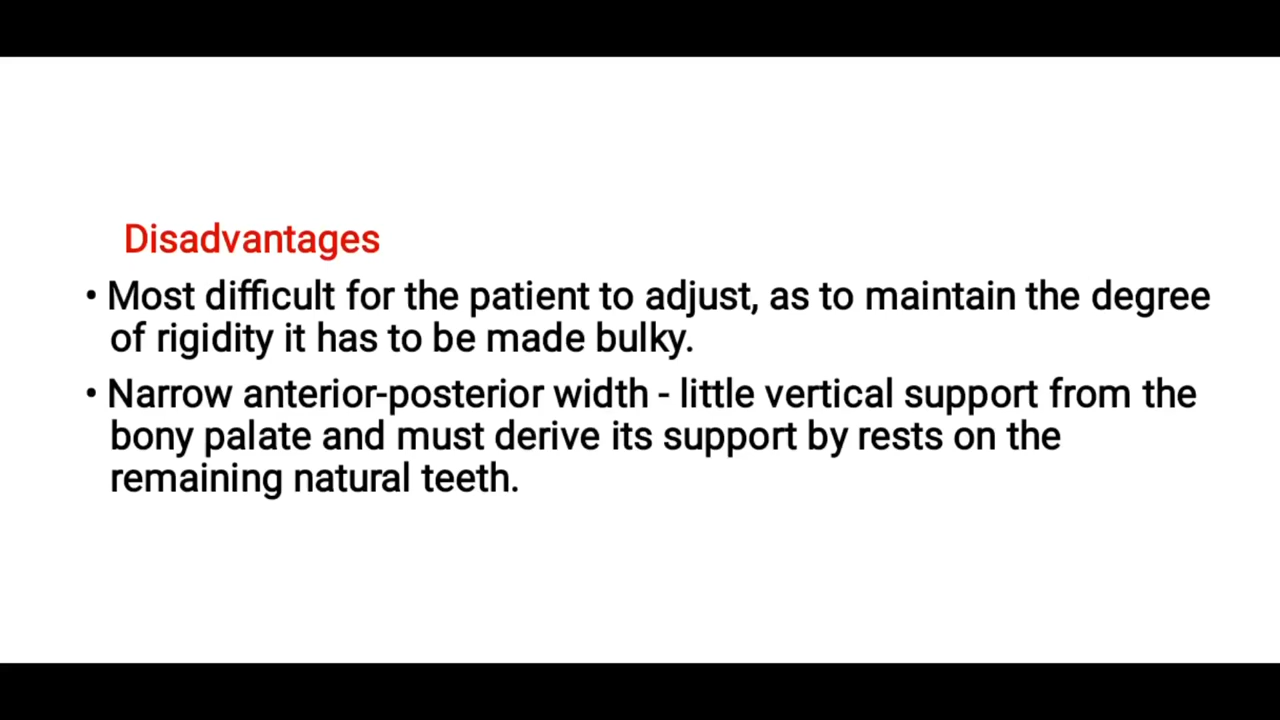 Disadvantages
• Most difficult for the patient to adjust, as to maintain the degree
of rigidity it has to be made bulky.
• Narrow anterior-posterior width - little vertical support from the
bony palate and must derive its support by rests on the
remaining natural teeth.